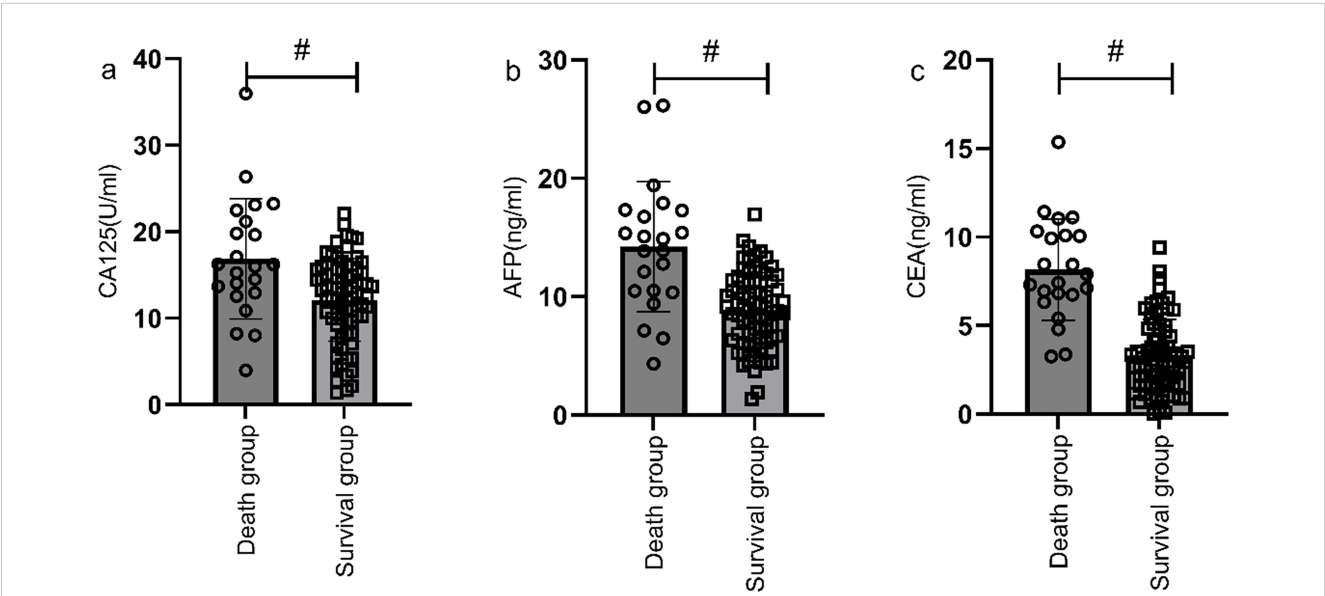 a
#
CA125(U/ml)
40
30
20
10
0
Death group
Survival group
b
#
AFP(ng/ml)
30
20
10
0
Death group
Survival group
c
#
CEA(ng/ml)
20
15
10
5
0
Death group
Survival group